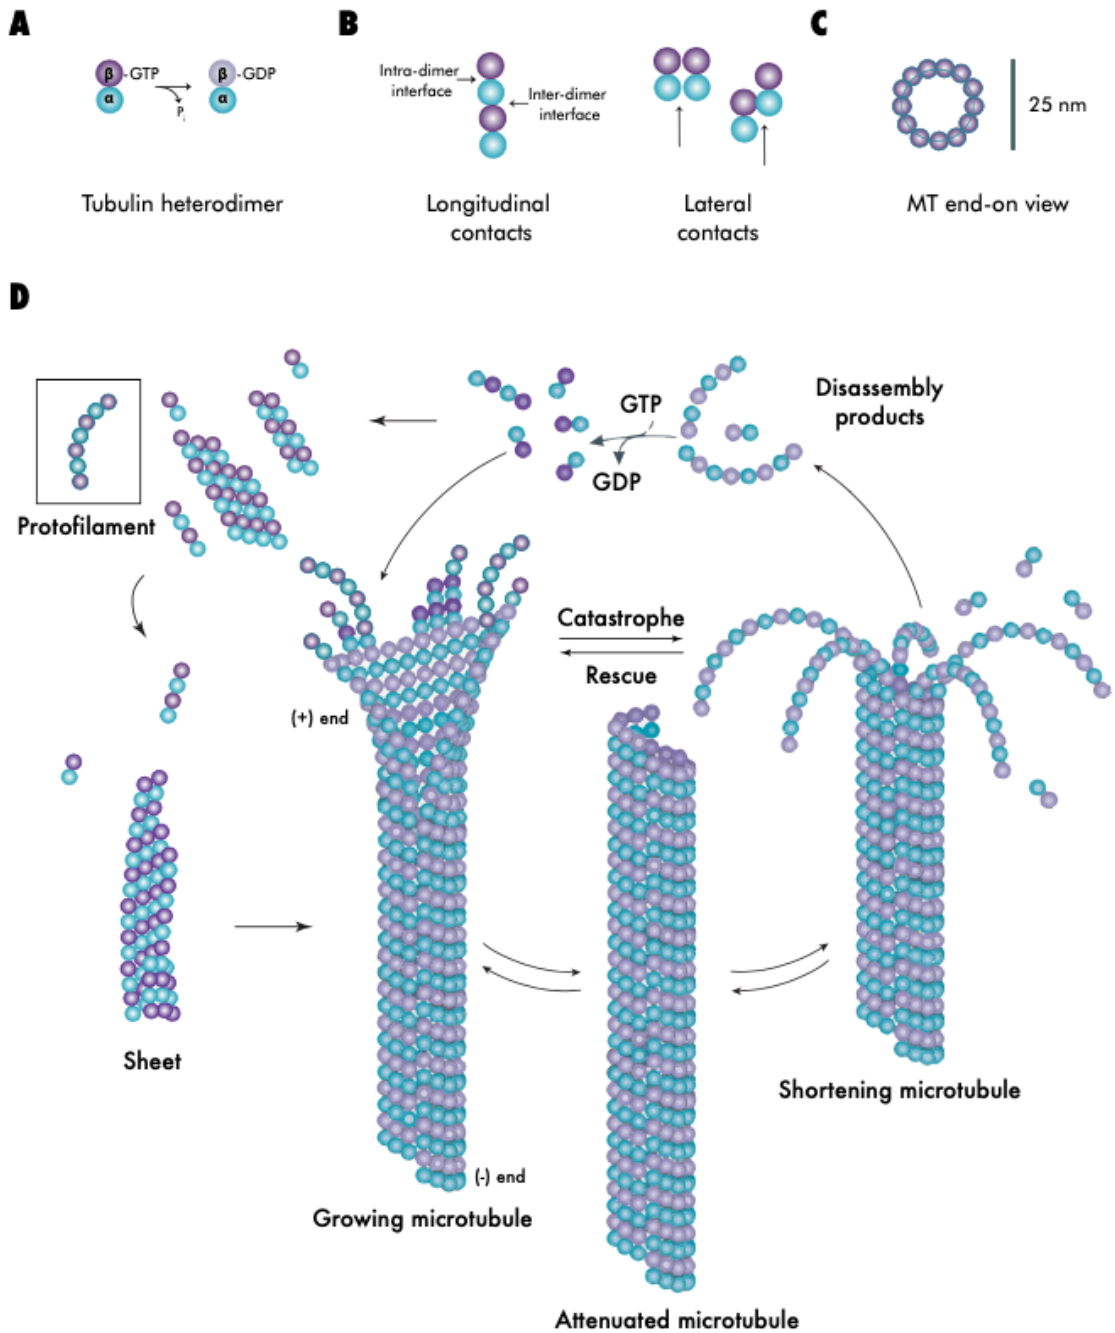 A
B
C
β -GTP
β -GDP
α
α
Pi
Intra-dimer
interface
Inter-dimer
interface
25 nm
Tubulin heterodimer
Longitudinal
contacts
Lateral
contacts
MT end-on view
D
Protofilament
GTP
GDP
Disassembly
products
Catastrophe
Rescue
(+) end
Sheet
(-) end
Growing microtubule
Shortening microtubule
Attenuated microtubule